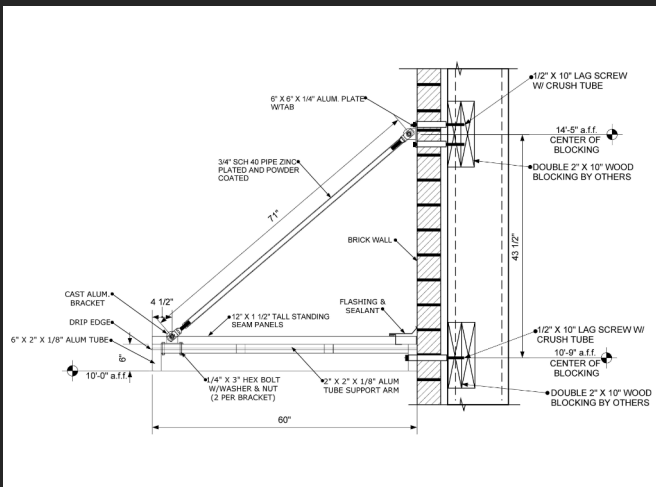 1/2" X 10" LAG SCREW
W/ CRUSH TUBE
6" X 6" X 1/4" ALUM. PLATE
W/TAB
14'-5" a.f.f.
CENTER OF
BLOCKING
3/4" SCH 40 PIPE ZINC
PLATED AND POWDER
COATED
DOUBLE 2" X 10" WOOD
BLOCKING BY OTHERS
71"
BRICK WALL
43 1/2"
CAST ALUM.
BRACKET
4 1/2"
FLASHING &
SEALANT
DRIP EDGE
12" X 1 1/2" TALL STANDING
SEAM PANELS
6" X 2" X 1/8" ALUM TUBE
6"
1/2" X 10" LAG SCREW W/
CRUSH TUBE
10'-9" a.f.f.
CENTER OF
BLOCKING
10'-0" a.f.f.
1/4" X 3" HEX BOLT
W/WASHER & NUT
(2 PER BRACKET)
2" X 2" X 1/8" ALUM
TUBE SUPPORT ARM
DOUBLE 2" X 10" WOOD
BLOCKING BY OTHERS
60"